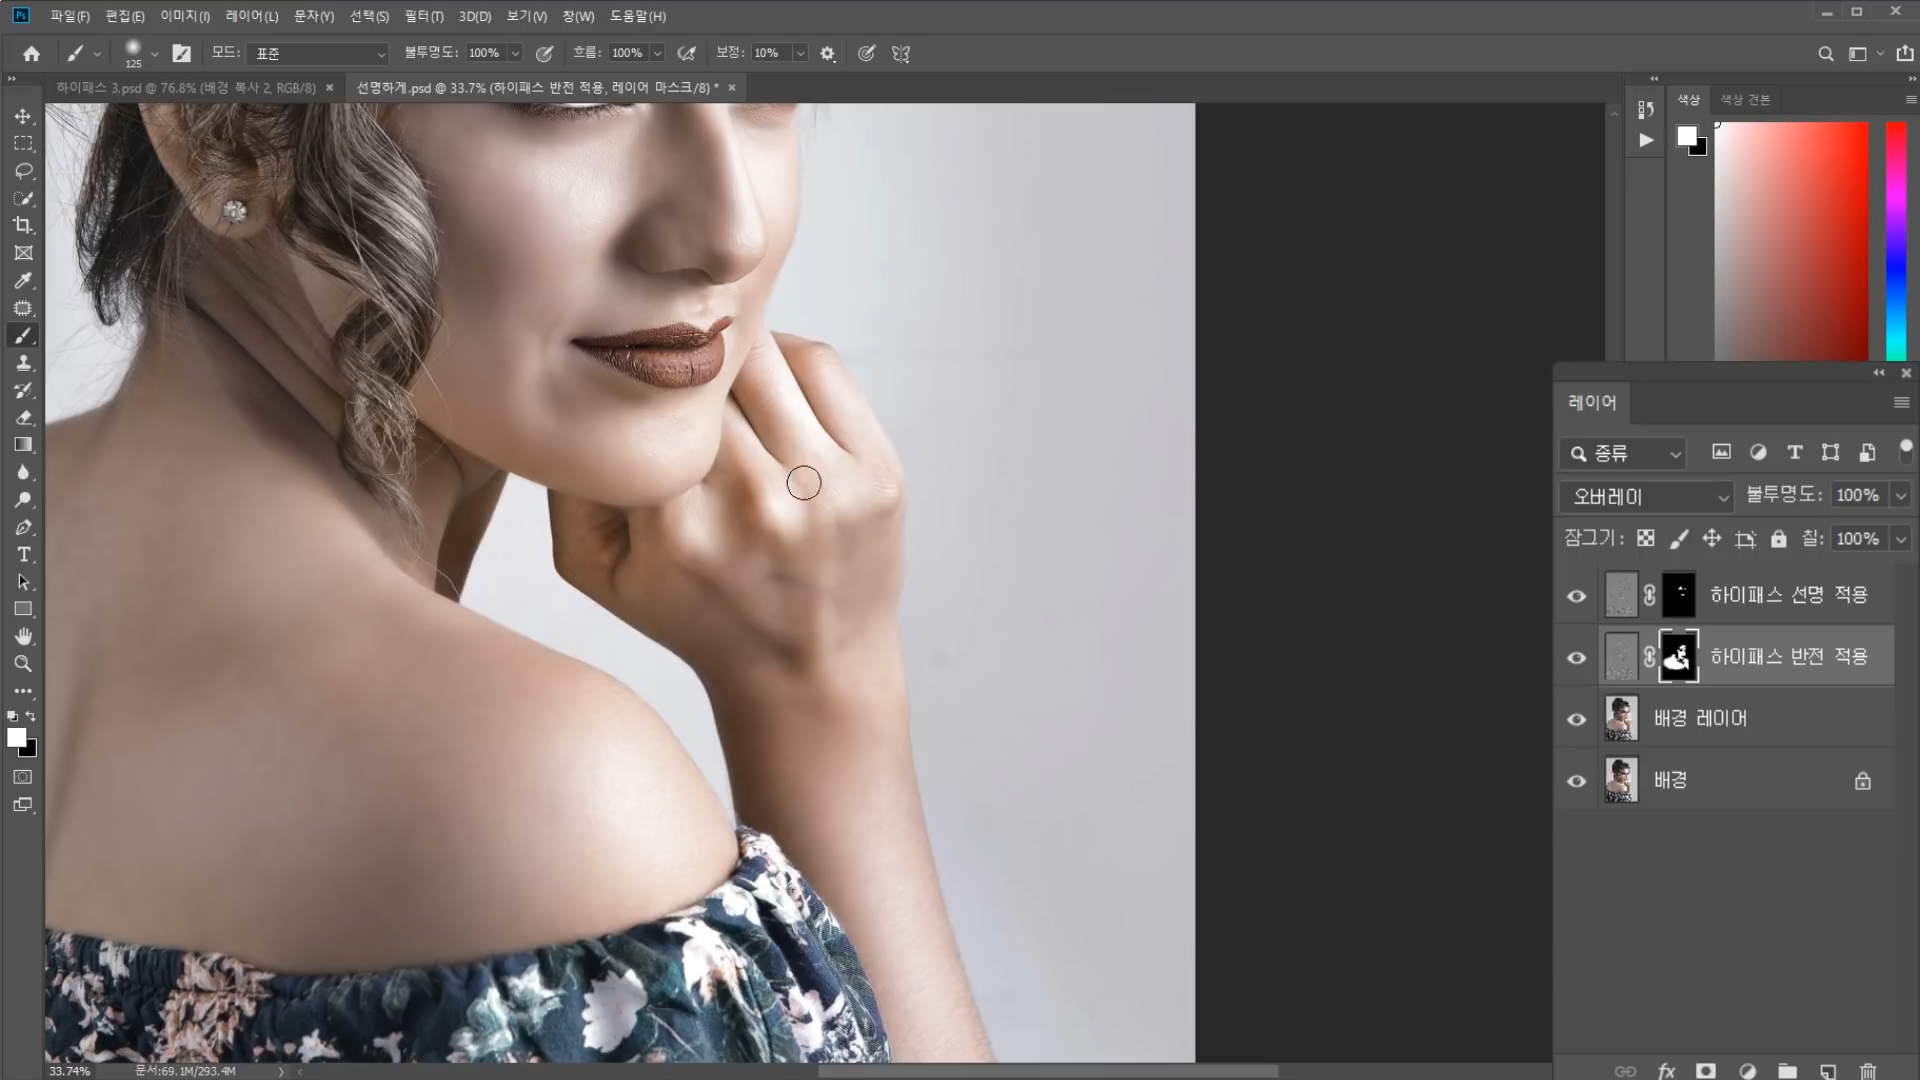 Ps 파일(F) 편집(E) 이미지(I) 레이어(L) 문자(Y) 선택(S) 필터(T) 3D(D) 보기(V) 창(W) 도움말(H)
125 모드: 표준 불투명도: 100% 흐름: 100% 보정: 10%
하이패스 3.psd @ 76.8% (배경 복사 2, RGB/8) × 선명하게.psd @ 33.7% (하이패스 반전 적용, 레이어 마스크/8) * ×
색상 색상 견본
레이어
종류
오버레이 불투명도: 100%
잠그기: 칠: 100%
하이패스 선명 적용
하이패스 반전 적용
배경 레이어
배경
fx
33.74% 문서:69.1M/293.4M